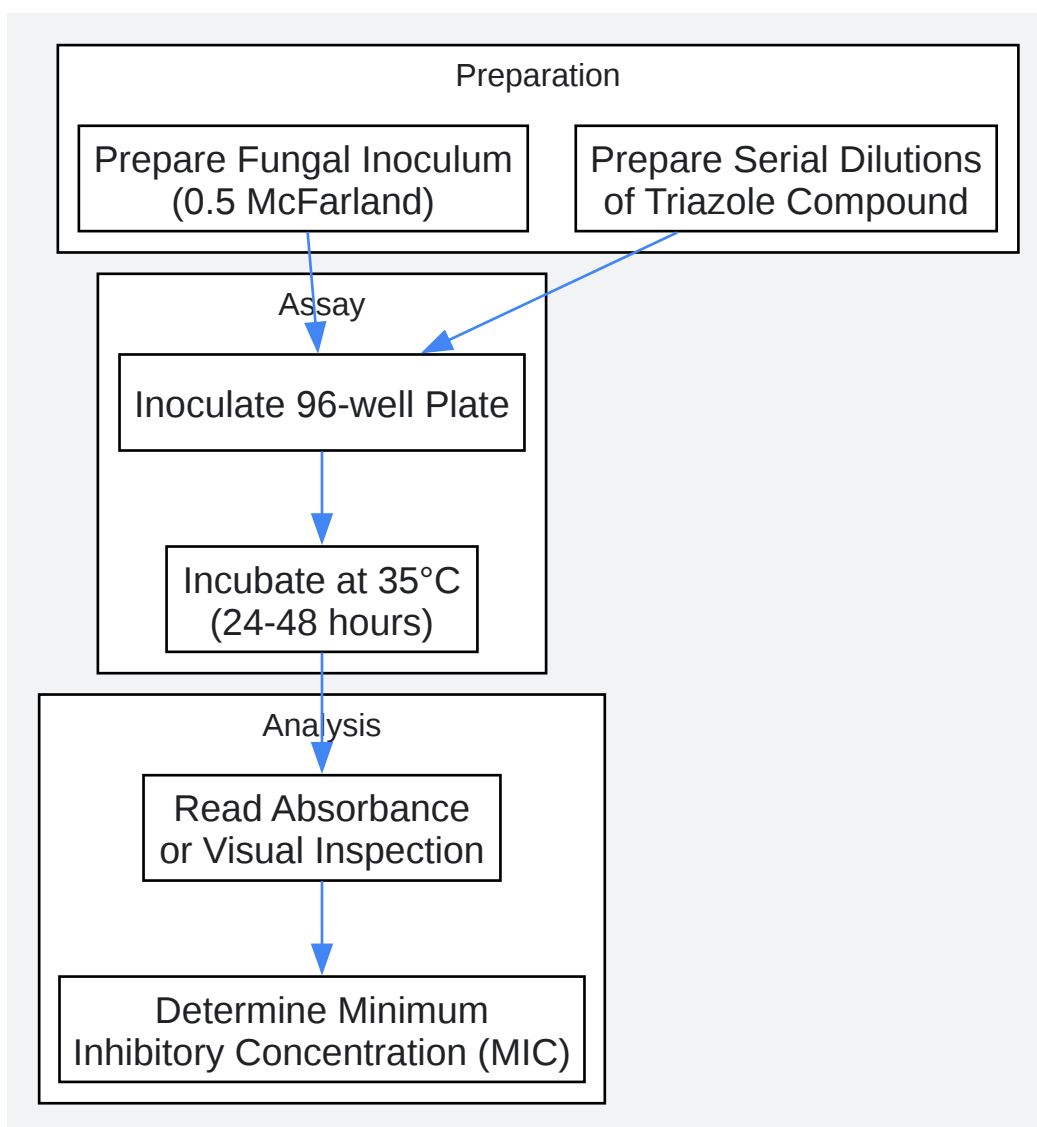 Preparation
Prepare Fungal Inoculum
(0.5 McFarland)
Prepare Serial Dilutions
of Triazole Compound
Assay
Inoculate 96-well Plate
Incubate at 35°C
(24-48 hours)
Analysis
Read Absorbance
or Visual Inspection
Determine Minimum
Inhibitory Concentration (MIC)